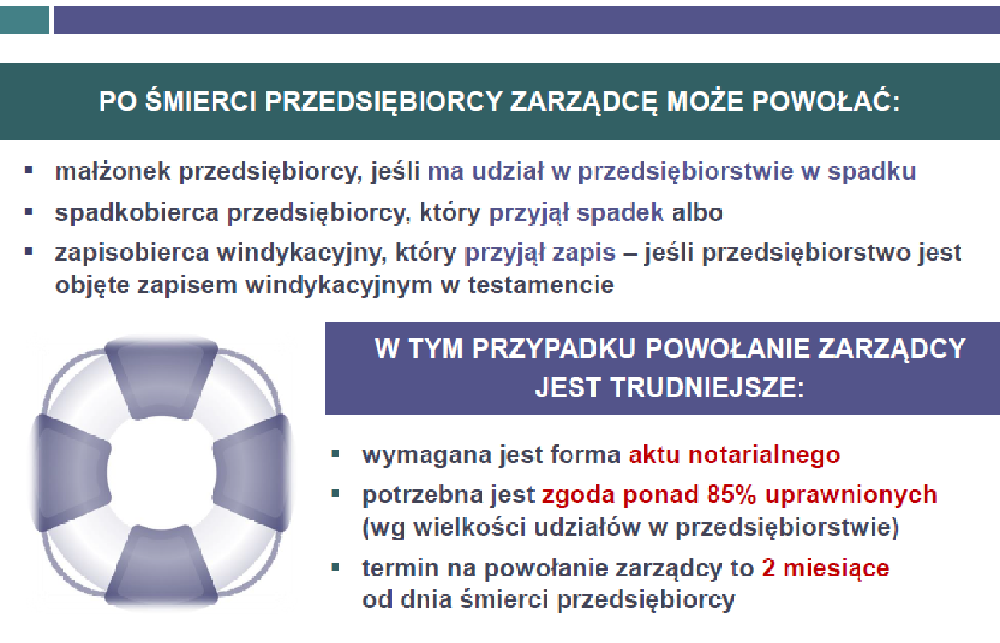 PO ŚMIERCI PRZEDSIĘBIORCY ZARZĄDCĘ MOŻE POWOŁAĆ:
▪ małżonek przedsiębiorcy, jeśli ma udział w przedsiębiorstwie w spadku
▪ spadkobierca przedsiębiorcy, który przyjął spadek albo
▪ zapisobierca windykacyjny, który przyjął zapis – jeśli przedsiębiorstwo jest
objęte zapisem windykacyjnym w testamencie
W TYM PRZYPADKU POWOŁANIE ZARZĄDCY
JEST TRUDNIEJSZE:
▪ wymagana jest forma aktu notarialnego
▪ potrzebna jest zgoda ponad 85% uprawnionych
(wg wielkości udziałów w przedsiębiorstwie)
▪ termin na powołanie zarządcy to 2 miesiące
od dnia śmierci przedsiębiorcy